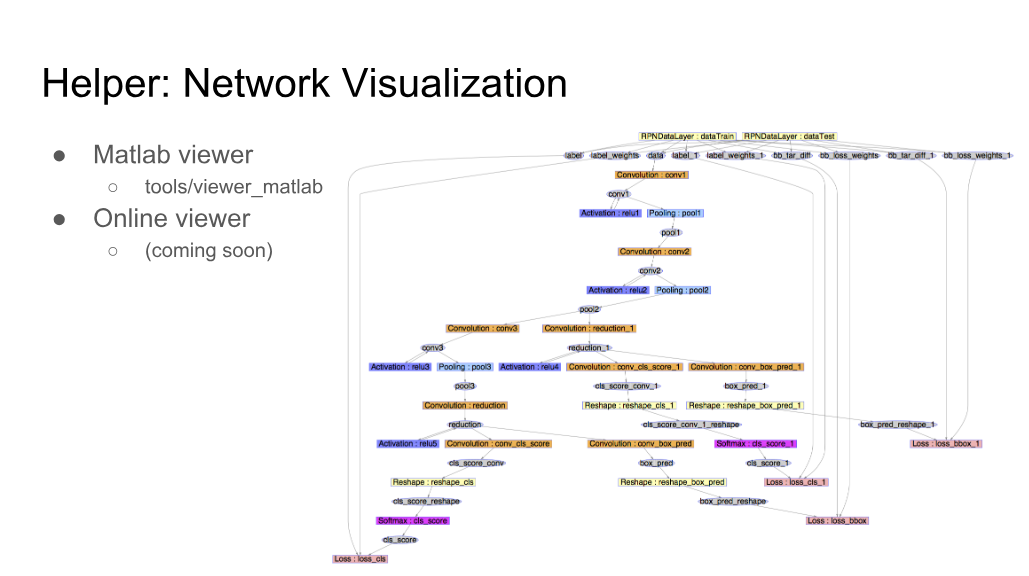 Helper: Network Visualization
● Matlab viewer
○ tools/viewer_matlab
● Online viewer
○ (coming soon)
RPNDataLayer : dataTrain RPNDataLayer : dataTest
label label_weights data label_1 label_weights_1 bb_tar_diff bb_loss_weights bb_tar_diff_1 bb_loss_weights_1
Convolution : conv1
conv1
Activation : relu1 Pooling : pool1
pool1
Convolution : conv2
conv2
Activation : relu2 Pooling : pool2
pool2
Convolution : conv3 Convolution : reduction_1
conv3 reduction_1
Activation : relu3 Pooling : pool3 Activation : relu4 Convolution : conv_cls_score_1 Convolution : conv_box_pred_1
pool3 cls_score_conv_1 box_pred_1
Convolution : reduction Reshape : reshape_cls_1 Reshape : reshape_box_pred_1
reduction cls_score_conv_1_reshape box_pred_reshape_1
Activation : relu5 Convolution : conv_cls_score Convolution : conv_box_pred Softmax : cls_score_1 Loss : loss_bbox_1
cls_score_conv box_pred cls_score_1
Reshape : reshape_cls Reshape : reshape_box_pred Loss : loss_cls_1
cls_score_reshape box_pred_reshape
Softmax : cls_score Loss : loss_bbox
cls_score
Loss : loss_cls